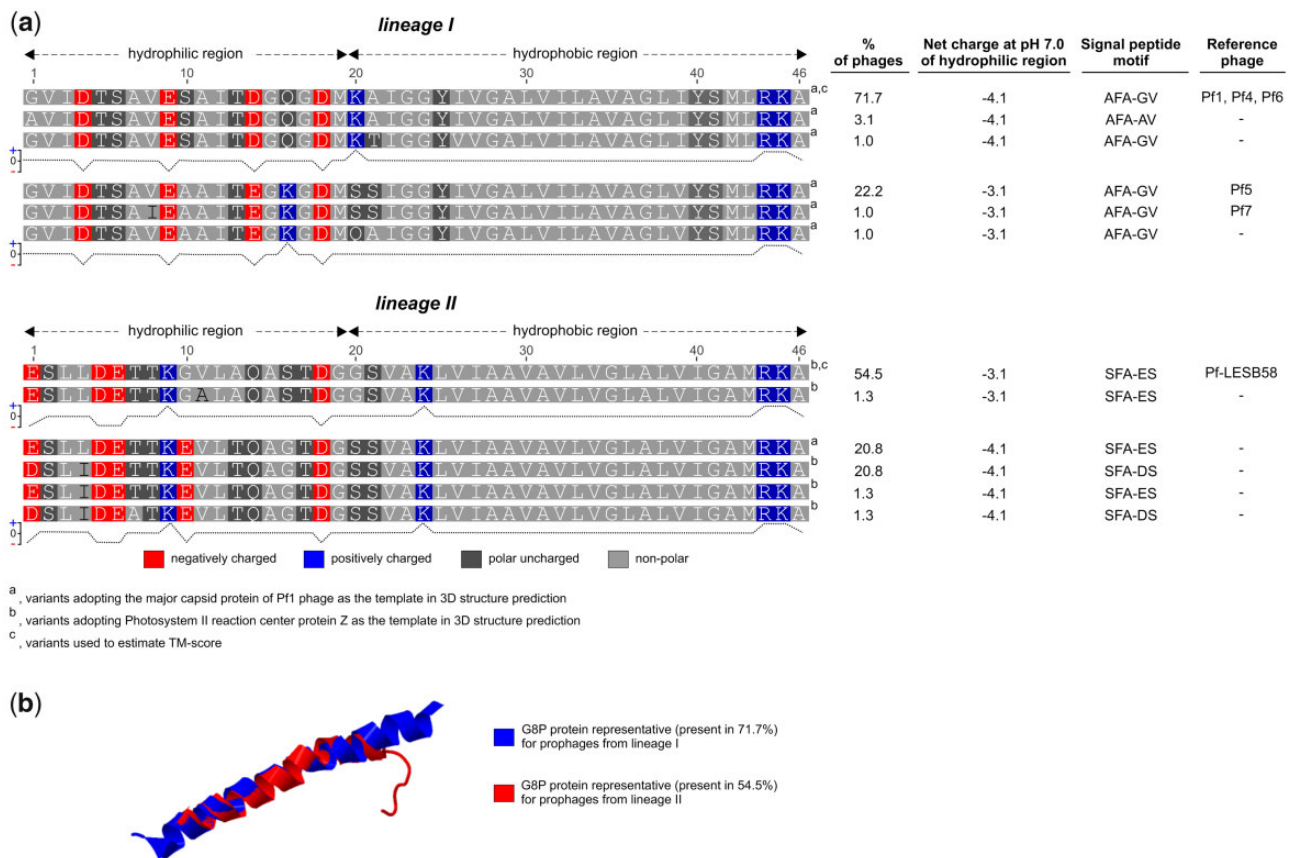 (a)
lineage I
hydrophilic region hydrophobic region
1 10 20 30 40 46
% of phages
Net charge at pH 7.0 of hydrophilic region
Signal peptide motif
Reference phage
GVIDTSAVESAITDGQGDMKAIGGYIVGALVILAVAGLIYSMLRKA a,c 71.7 -4.1 AFA-GV Pf1, Pf4, Pf6
AVIDTSAVESAITDGQGDMKAIGGYIVGALVILAVAGLIYSMLRKA a 3.1 -4.1 AFA-AV -
GVIDTSAVESAITDGQGDMKTIGGYIVGALVILAVAGLIYSMLRKA a 1.0 -4.1 AFA-GV -
+
0
-
GVIDTSAVEAAITEGKGDMSSIGGYIVGALVILAVAGLVYSMLRKA a 22.2 -3.1 AFA-GV Pf5
GVIDTSAIEAAITEGKGDMSSIGGYIVGALVILAVAGLVYSMLRKA a 1.0 -3.1 AFA-GV Pf7
GVIDTSAVEAAITEGKGDMQAIGGYIVGALVILAVAGLIYSMLRKA a 1.0 -3.1 AFA-GV -
+
0
-
lineage II
hydrophilic region hydrophobic region
1 10 20 30 40 46
ESLLDETTKGVLAQASTDGGSVAKLVIAAVAVLVGLALVIGAMRKA b,c 54.5 -3.1 SFA-ES Pf-LESB58
ESLLDETTKGALAQASTDGGSVAKLVIAAVAVLVGLALVIGAMRKA b 1.3 -3.1 SFA-ES -
+
0
-
ESLLDETTKEVLTQAGTDGSSVAKLVIAAVAVLVGLALVIGAMRKA a 20.8 -4.1 SFA-ES -
DSLIDETTKEVLTQAGTDGSSVAKLVIAAVAVLVGLALVIGAMRKA b 20.8 -4.1 SFA-DS -
ESLIDETTKEVLTQAGTDGSSVAKLVIAAVAVLVGLALVIGAMRKA b 1.3 -4.1 SFA-ES -
DSLIDEATKEVLTQAGTDGSSVAKLVIAAVAVLVGLALVIGAMRKA b 1.3 -4.1 SFA-DS -
+
0
-
negatively charged positively charged polar uncharged non-polar
a , variants adopting the major capsid protein of Pf1 phage as the template in 3D structure prediction
b , variants adopting Photosystem II reaction center protein Z as the template in 3D structure prediction
c , variants used to estimate TM-score
(b)
G8P protein representative (present in 71.7%)
for prophages from lineage I
G8P protein representative (present in 54.5%)
for prophages from lineage II